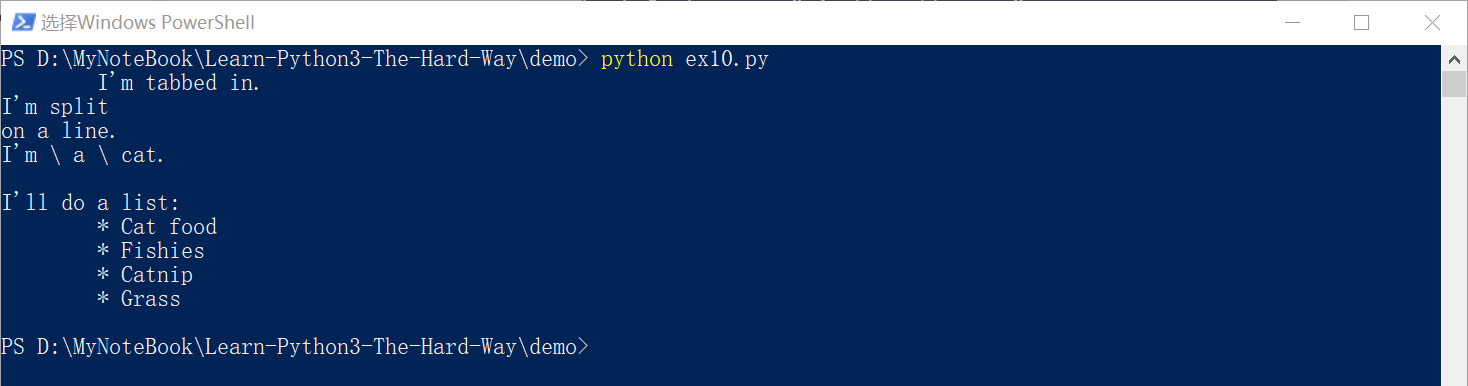 选择Windows PowerShell
PS D:\MyNoteBook\Learn-Python3-The-Hard-Way\demo> python ex10.py
        I'm tabbed in.
I'm split
on a line.
I'm \ a \ cat.

I'll do a list:
        * Cat food
        * Fishies
        * Catnip
        * Grass

PS D:\MyNoteBook\Learn-Python3-The-Hard-Way\demo>